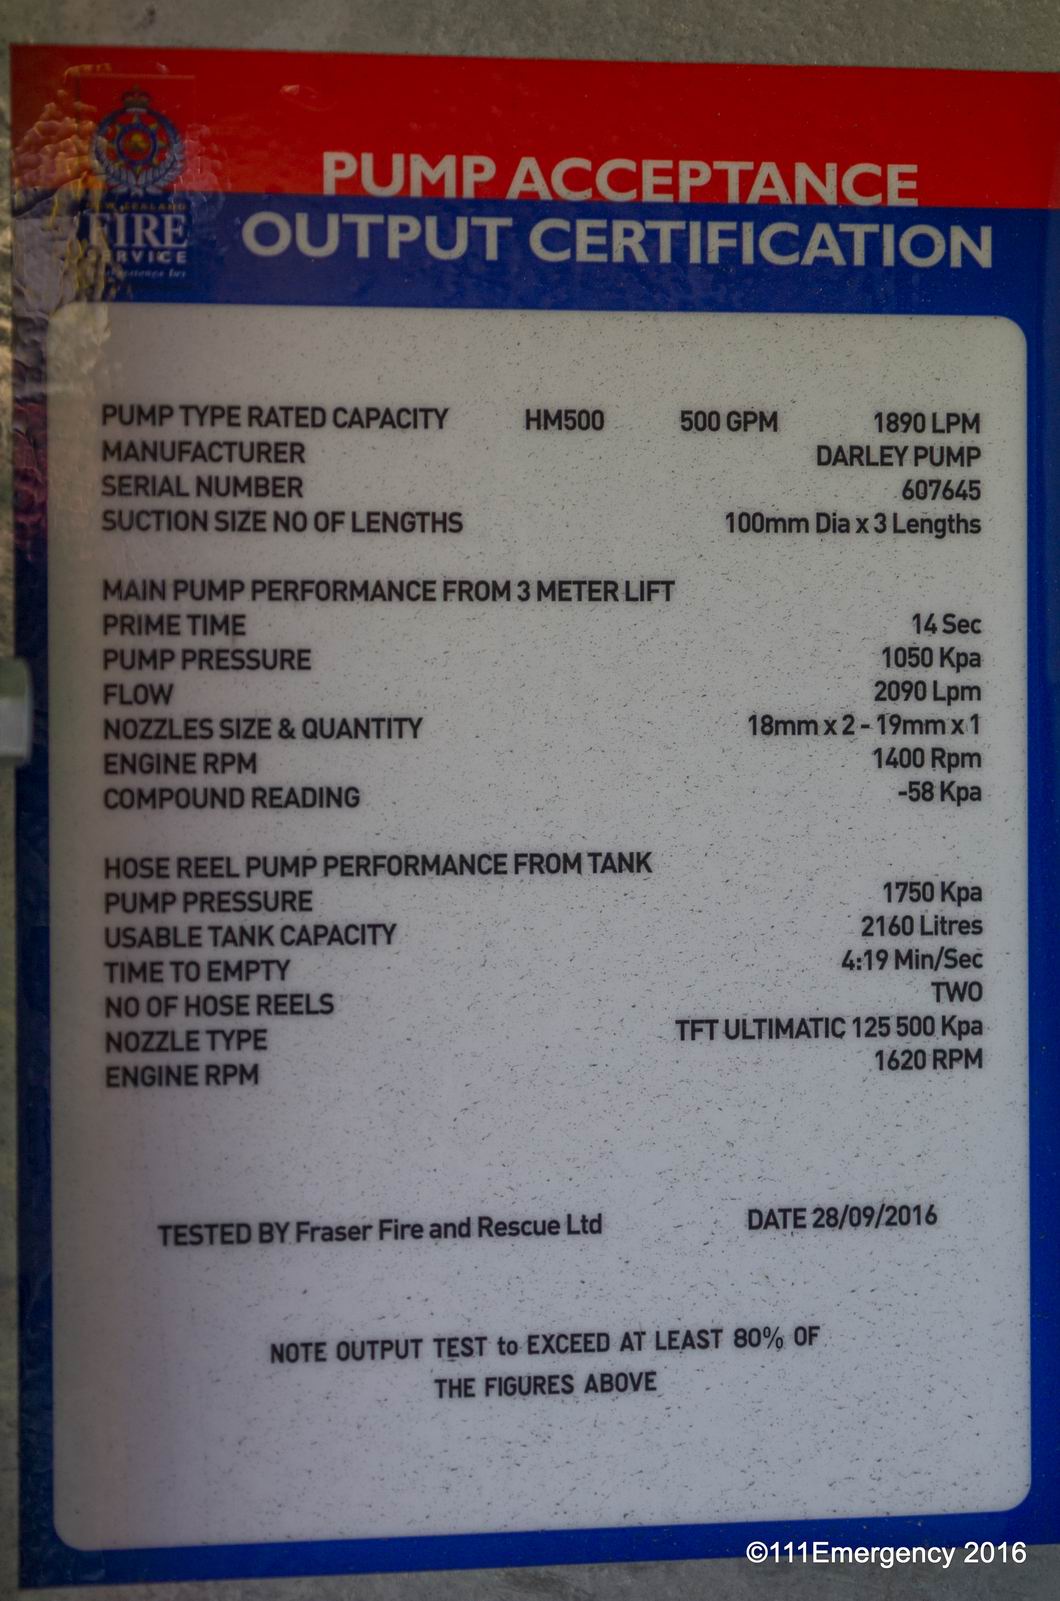 NEW ZEALAND
FIRE
SERVICE
PUMP ACCEPTANCE
OUTPUT CERTIFICATION
PUMP TYPE RATED CAPACITY HM500 500 GPM 1890 LPM
MANUFACTURER DARLEY PUMP
SERIAL NUMBER 607645
SUCTION SIZE NO OF LENGTHS 100mm Dia x 3 Lengths
MAIN PUMP PERFORMANCE FROM 3 METER LIFT
PRIME TIME 14 Sec
PUMP PRESSURE 1050 Kpa
FLOW 2090 Lpm
NOZZLES SIZE & QUANTITY 18mm x 2 - 19mm x 1
ENGINE RPM 1400 Rpm
COMPOUND READING -58 Kpa
HOSE REEL PUMP PERFORMANCE FROM TANK
PUMP PRESSURE 1750 Kpa
USABLE TANK CAPACITY 2160 Litres
TIME TO EMPTY 4:19 Min/Sec
NO OF HOSE REELS TWO
NOZZLE TYPE TFT ULTIMATIC 125 500 Kpa
ENGINE RPM 1620 RPM
TESTED BY Fraser Fire and Rescue Ltd DATE 28/09/2016
NOTE OUTPUT TEST to EXCEED AT LEAST 80% OF
THE FIGURES ABOVE
©111Emergency 2016